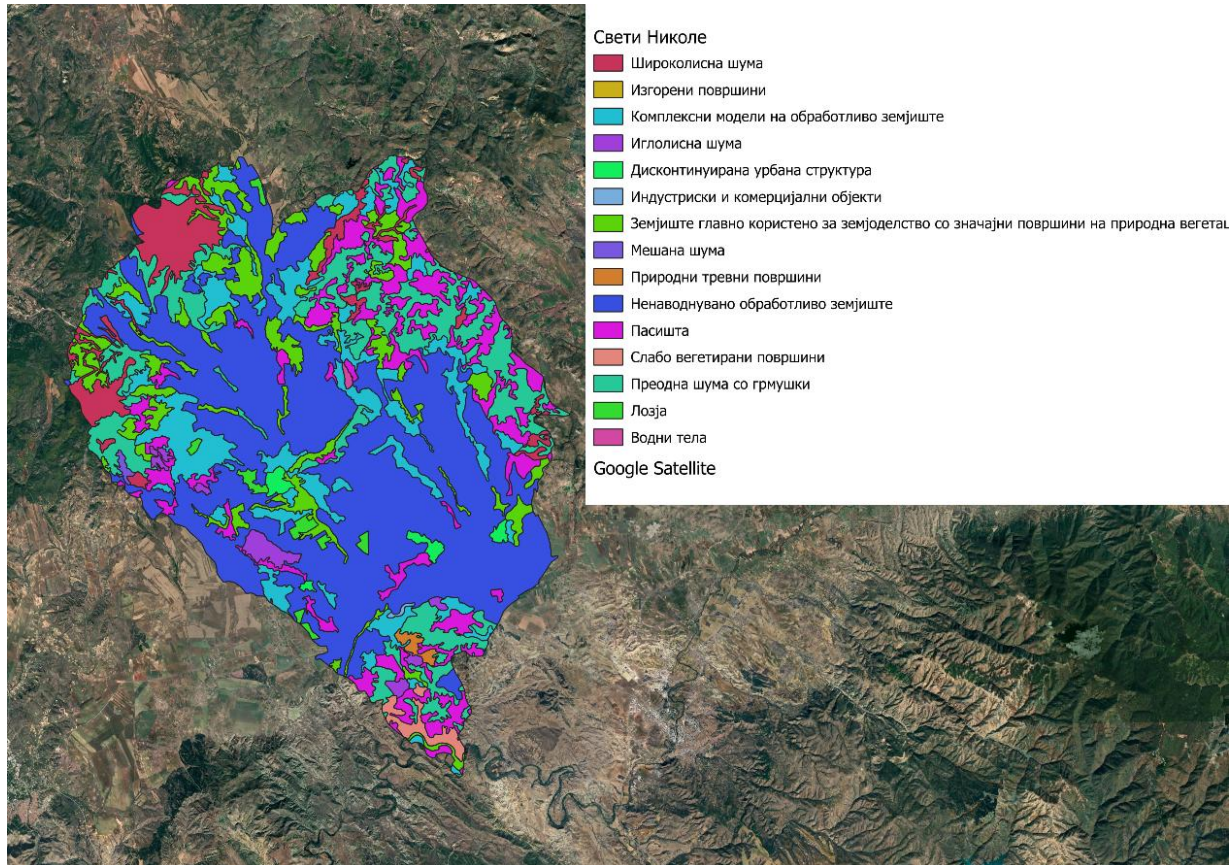 Свети Николе
Широколисна шума
Изгорени површини
Комплексни модели на обработливо земјиште
Иглолисна шума
Дисконтинуирана урбана структура
Индустриски и комерцијални објекти
Земјиште главно користено за земјоделство со значајни површини на природна вегетац
Мешана шума
Природни тревни површини
Ненаводнувано обработливо земјиште
Пасишта
Слабо вегетирани површини
Преодна шума со грмушки
Лозја
Водни тела
Google Satellite